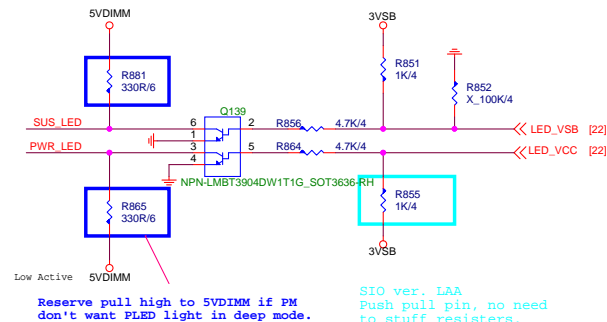 5VDIMM
3VSB
R881
330R/6
R851
1K/4
R852
X_100K/4
Q139
SUS_LED
6
2
R856
4.7K/4
LED_VSB [22]
1
PWR_LED
3
5
R864
4.7K/4
LED_VCC [22]
4
NPN-LMBT3904DW1T1G_SOT3636-RH
R865
330R/6
R855
1K/4
3VSB
Low Active
5VDIMM
Reserve pull high to 5VDIMM if PM
don't want PLED light in deep mode.
SIO ver. LAA
Push pull pin, no need
to stuff resisters.